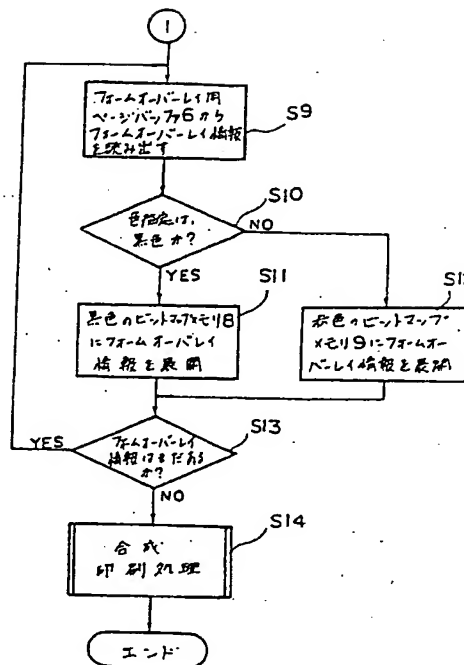 1
フォームオーバーレイ用
ページバッファ6から
フォームオーバーレイ情報
を読み出す
S9
色指定は、
黒色か?
S10
NO
YES
S11
黒色のビットマップメモリ8
にフォームオーバレイ
情報を展開
S12
赤色のビットマップ
メモリ9にフォームオー
バーレイ情報を展開
YES
フォムオーバーレイ
情報はまだある
か?
S13
NO
合成
印刷処理
S14
エンド